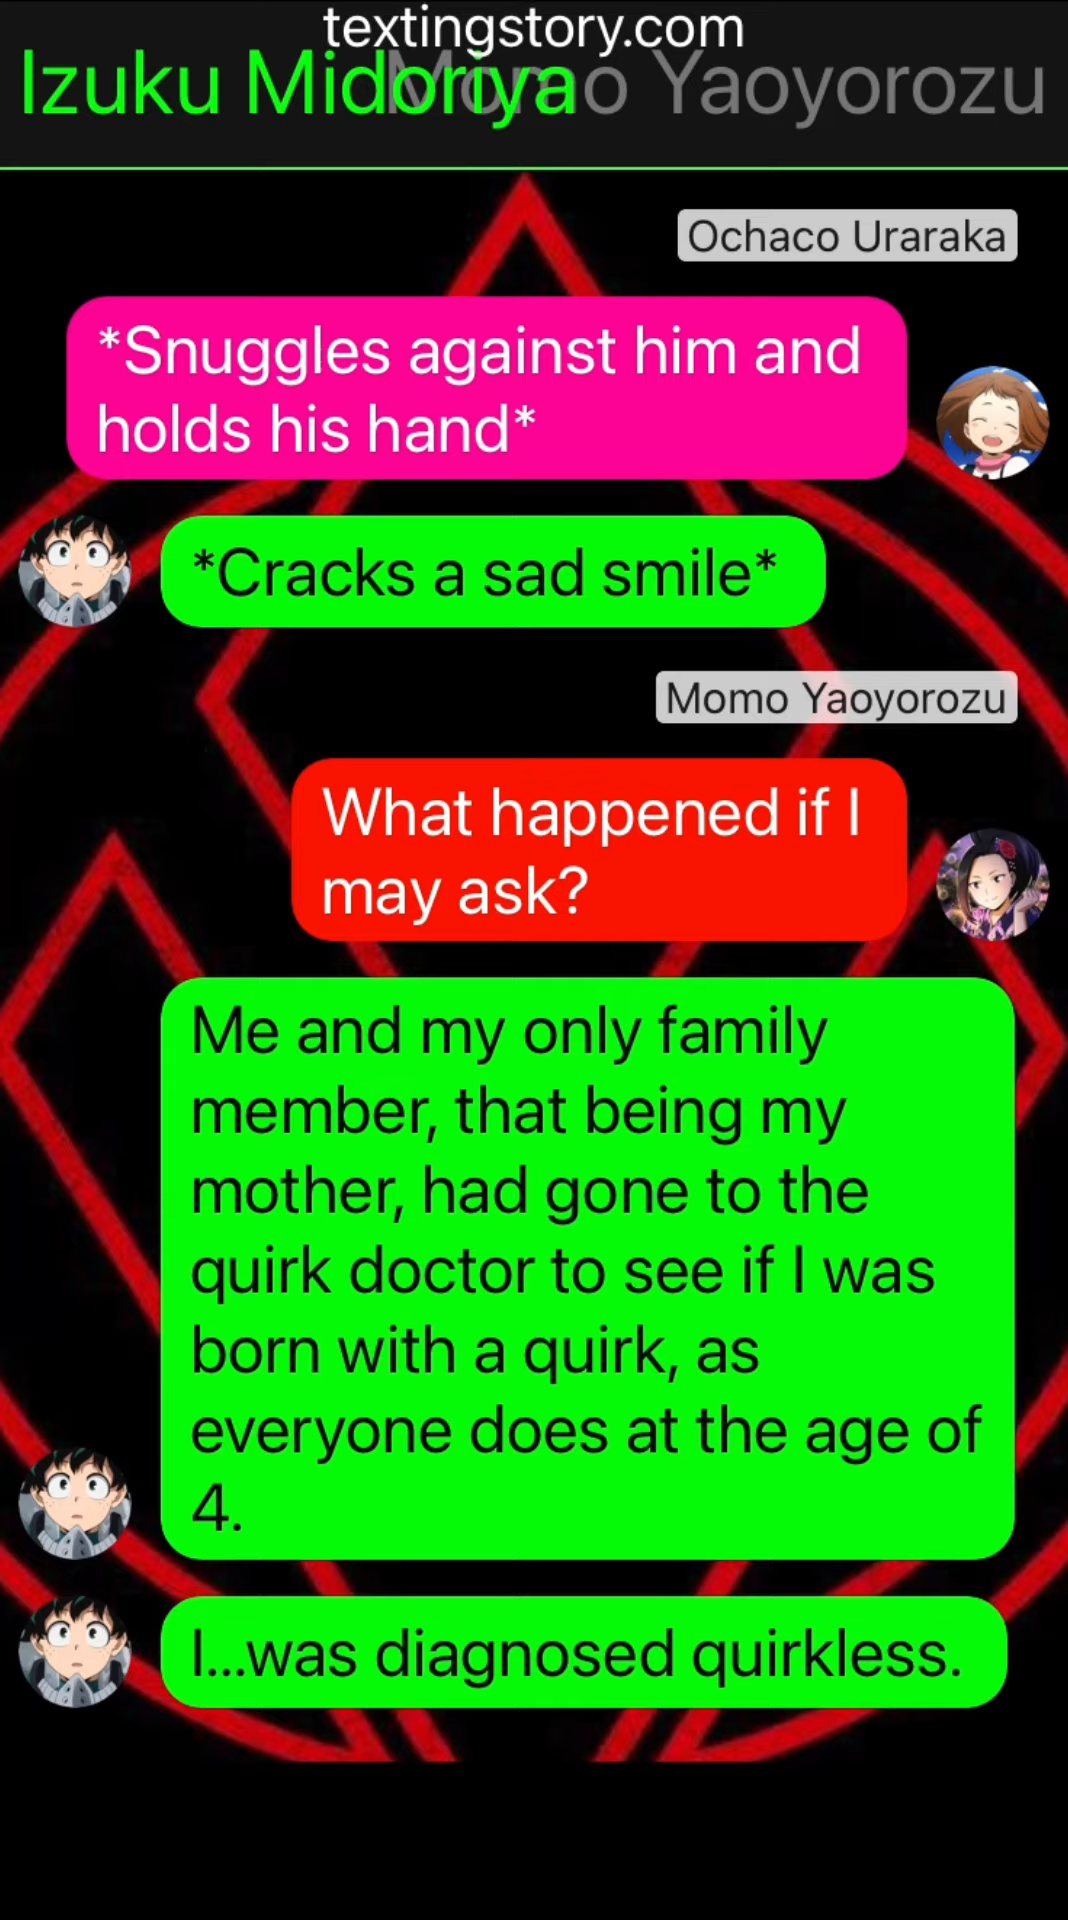 textingstory.com
Izuku Midoriya Momo Yaoyorozu
Ochaco Uraraka
*Snuggles against him and
holds his hand*
*Cracks a sad smile*
Momo Yaoyorozu
What happened if I
may ask?
Me and my only family
member, that being my
mother, had gone to the
quirk doctor to see if I was
born with a quirk, as
everyone does at the age of
4.
I...was diagnosed quirkless.